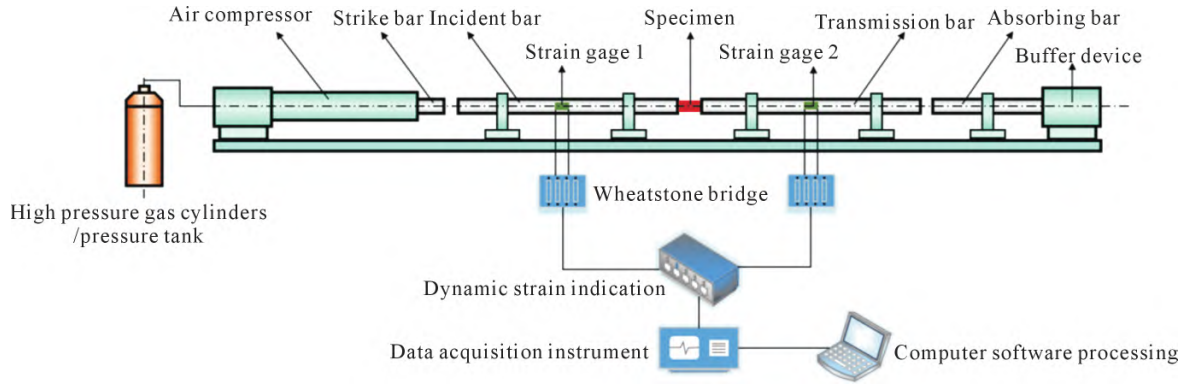 Air compressor
Strike bar
Incident bar
Specimen
Transmission bar
Absorbing bar
Strain gage 1
Strain gage 2
Buffer device
Wheatstone bridge
High pressure gas cylinders
/pressure tank
Dynamic strain indication
Data acquisition instrument
Computer software processing